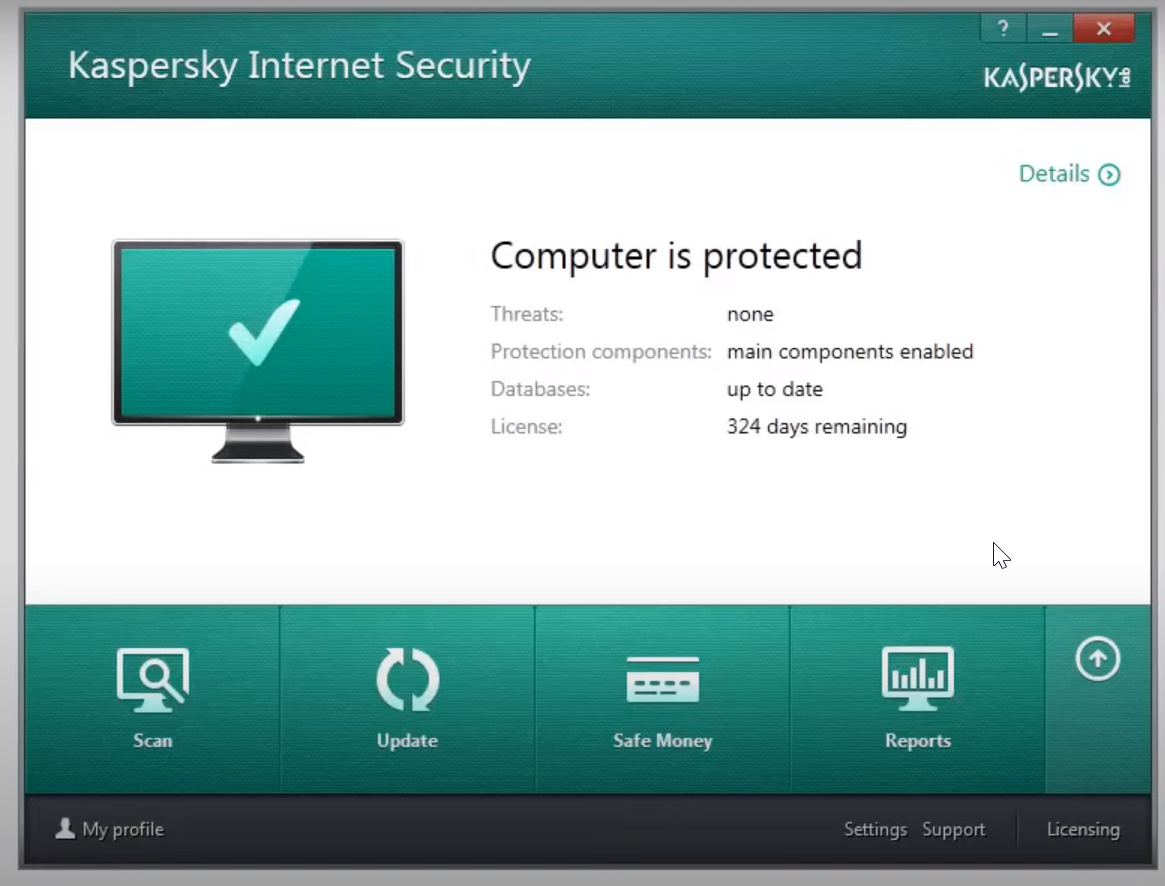 ?
Kaspersky Internet Security
KASPERSKY lab
Details
Computer is protected
Threats: none
Protection components: main components enabled
Databases: up to date
License: 324 days remaining
Scan Update Safe Money Reports
My profile Settings Support Licensing